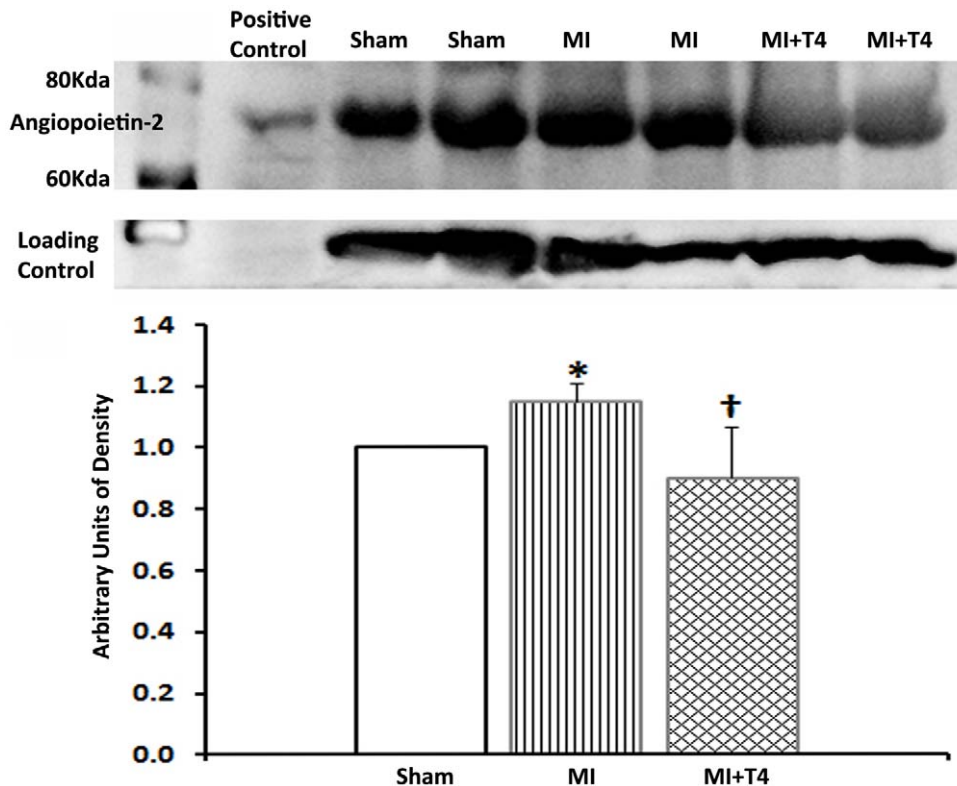 Positive
Control
Sham
Sham
MI
MI
MI+T4
MI+T4
80Kda
Angiopoietin-2
60Kda
Loading
Control
Arbitrary Units of Density
1.4
1.2
1.0
0.8
0.6
0.4
0.2
0.0
*
†
Sham
MI
MI+T4